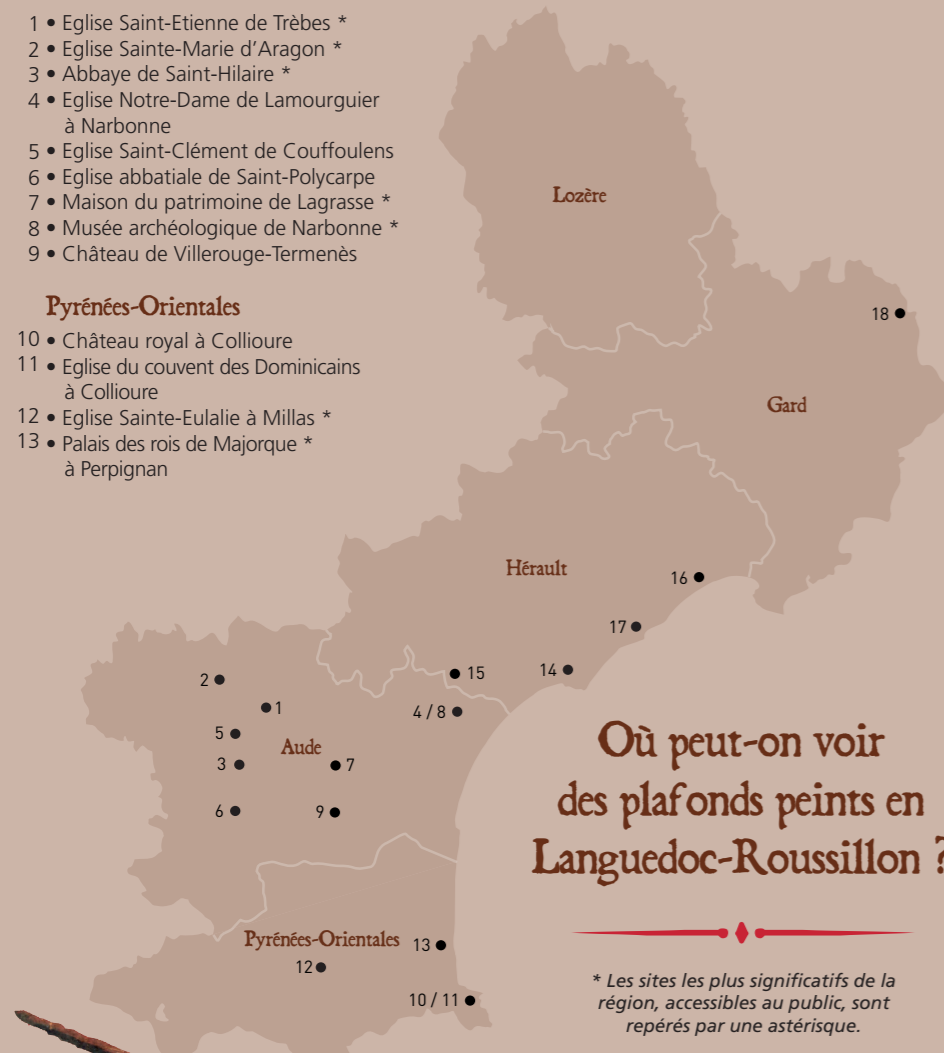 1 • Eglise Saint-Etienne de Trèbes *
2 • Eglise Sainte-Marie d’Aragon *
3 • Abbaye de Saint-Hilaire *
4 • Eglise Notre-Dame de Lamourguier
à Narbonne
5 • Eglise Saint-Clément de Couffoulens
6 • Eglise abbatiale de Saint-Polycarpe
7 • Maison du patrimoine de Lagrasse *
8 • Musée archéologique de Narbonne *
9 • Château de Villerouge-Termenès
Pyrénées-Orientales
10 • Château royal à Collioure
11 • Eglise du couvent des Dominicains
à Collioure
12 • Eglise Sainte-Eulalie à Millas *
13 • Palais des rois de Majorque *
à Perpignan
Lozère
18
Gard
Hérault
16
17
14
15
2
1
4 / 8
5
Aude
3
7
6
9
Pyrénées-Orientales
13
12
10 / 11
Où peut-on voir
des plafonds peints en
Languedoc-Roussillon ?
* Les sites les plus significatifs de la
région, accessibles au public, sont
repérés par une astérisque.